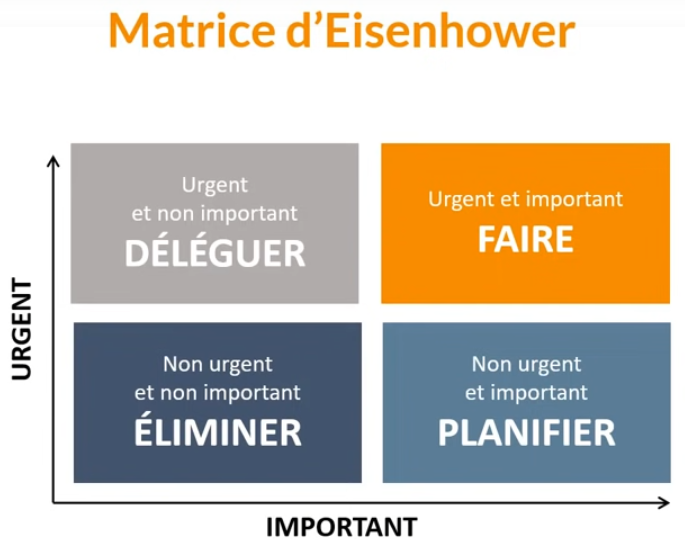 Matrice d’Eisenhower
Urgent
et non important
DÉLÉGUER
Urgent et important
FAIRE
URGENT
Non urgent
et non important
ÉLIMINER
Non urgent
et important
PLANIFIER
IMPORTANT